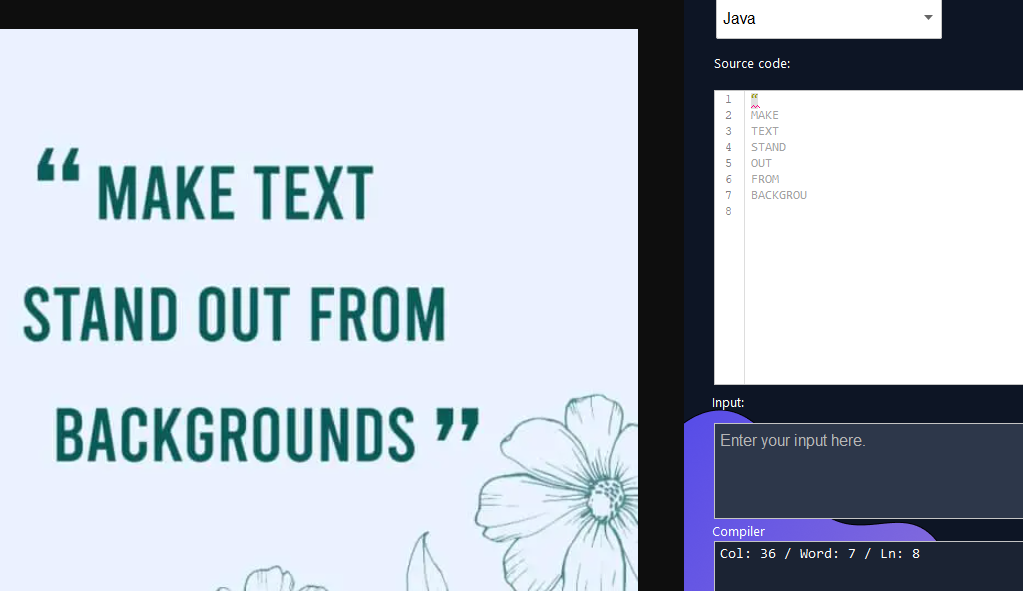 “ MAKE TEXT
STAND OUT FROM
BACKGROUNDS ”
Java
Source code:
1 “
2 MAKE
3 TEXT
4 STAND
5 OUT
6 FROM
7 BACKGROU
8
Input:
Enter your input here.
Compiler
Col: 36 / Word: 7 / Ln: 8